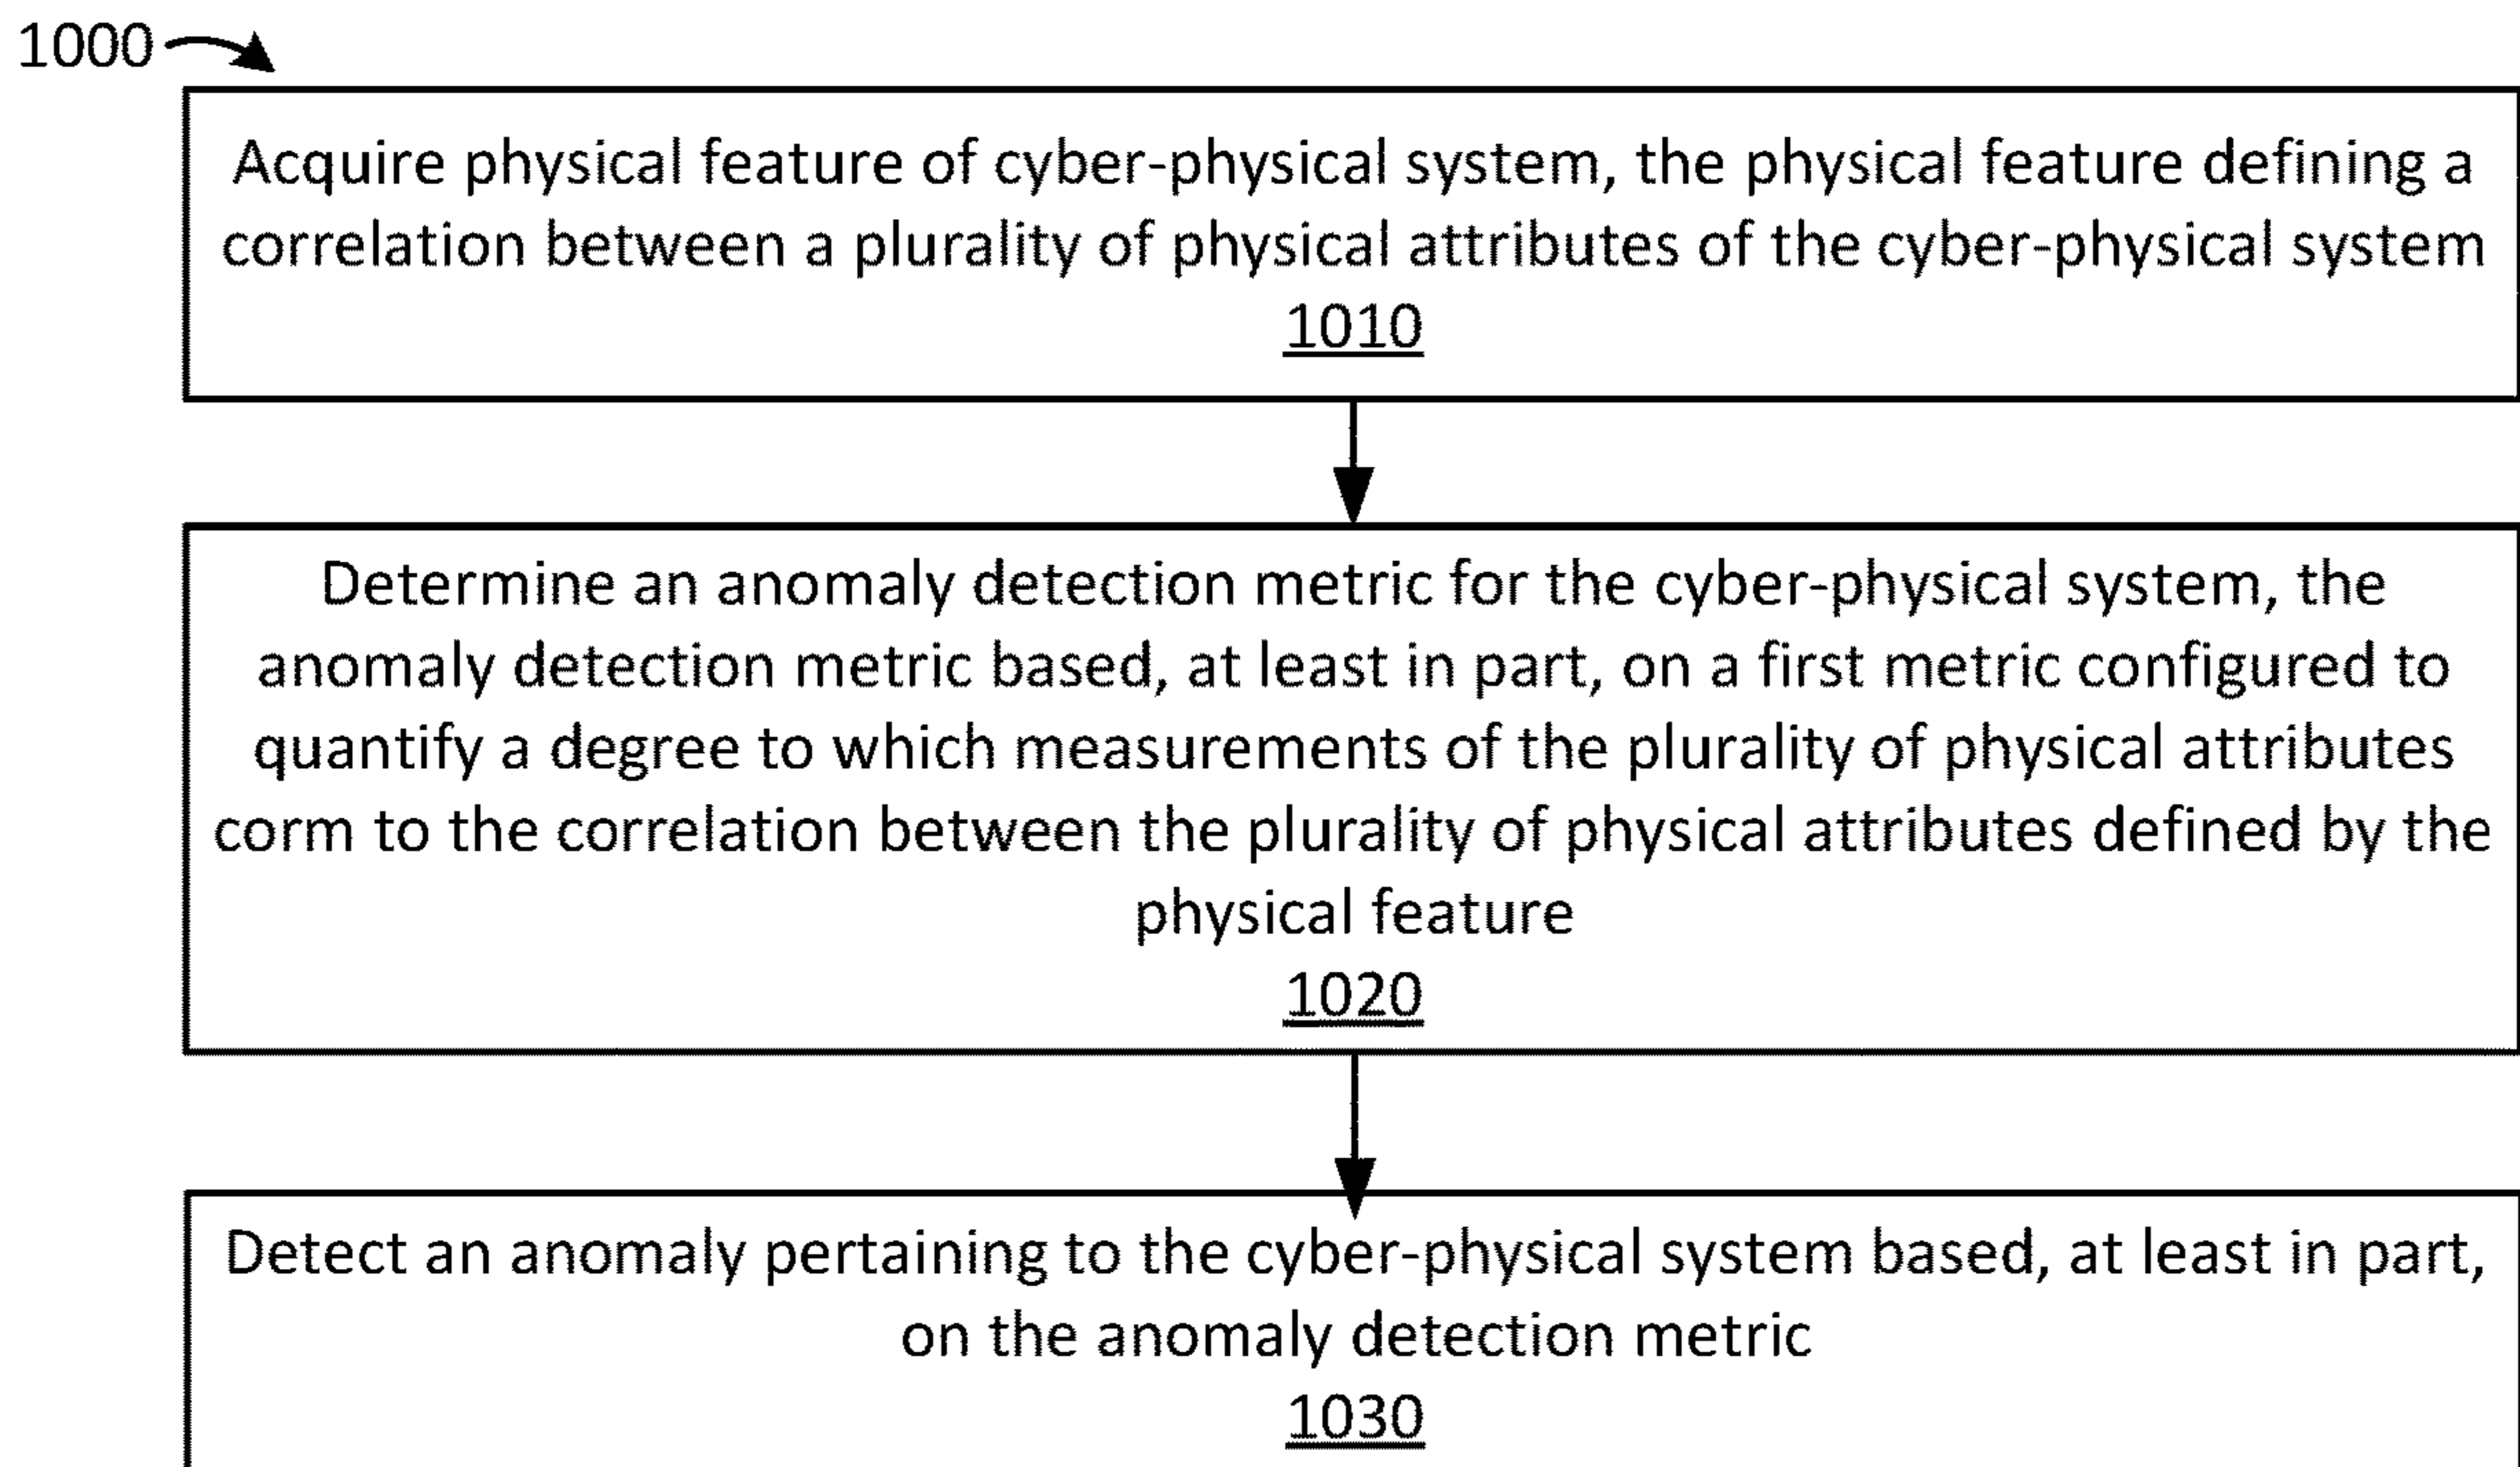 1000
Acquire physical feature of cyber-physical system, the physical feature defining a
correlation between a plurality of physical attributes of the cyber-physical system
1010
Determine an anomaly detection metric for the cyber-physical system, the
anomaly detection metric based, at least in part, on a first metric configured to
quantify a degree to which measurements of the plurality of physical attributes
corm to the correlation between the plurality of physical attributes defined by the
physical feature
1020
Detect an anomaly pertaining to the cyber-physical system based, at least in part,
on the anomaly detection metric
1030